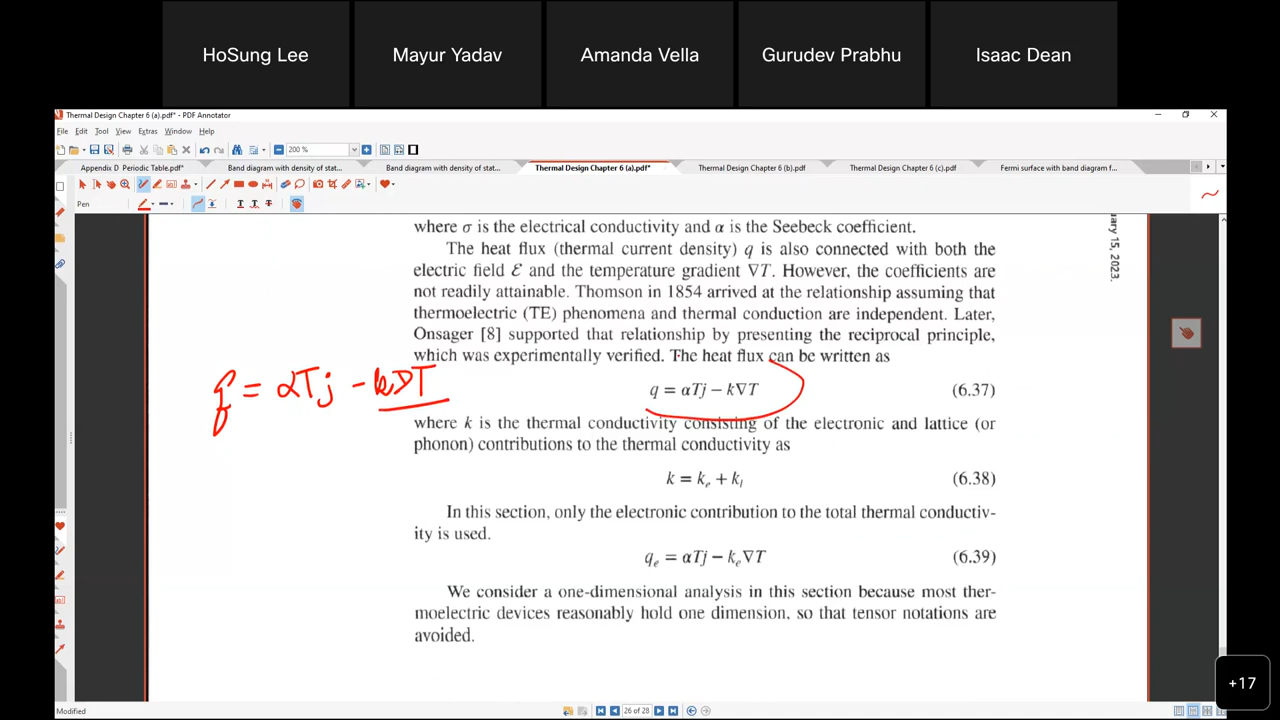 HoSung Lee
Mayur Yadav
Amanda Vella
Gurudev Prabhu
Isaac Dean
Thermal Design Chapter 6 (a).pdf* - PDF Annotator
File Edit Tool View Extras Window Help
200 %
Appendix D Periodic Table.pdf*
Band diagram with density of stat...
Band diagram with density of stat...
Thermal Design Chapter 6 (a).pdf*
Thermal Design Chapter 6 (b).pdf
Thermal Design Chapter 6 (c).pdf
Fermi surface with band diagram f...
Pen
where σ is the electrical conductivity and α is the Seebeck coefficient.
The heat flux (thermal current density) q is also connected with both the
electric field ℰ and the temperature gradient ∇T. However, the coefficients are
not readily attainable. Thomson in 1854 arrived at the relationship assuming that
thermoelectric (TE) phenomena and thermal conduction are independent. Later,
Onsager [8] supported that relationship by presenting the reciprocal principle,
which was experimentally verified. The heat flux can be written as
q = αTj − k∇T
q = αTj − k∇T (6.37)
where k is the thermal conductivity consisting of the electronic and lattice (or
phonon) contributions to the thermal conductivity as
k = kₑ + kₗ (6.38)
In this section, only the electronic contribution to the total thermal conductiv-
ity is used.
qₑ = αTj − kₑ∇T (6.39)
We consider a one-dimensional analysis in this section because most ther-
moelectric devices reasonably hold one dimension, so that tensor notations are
avoided.
uary 15, 2023.
+17
Modified
26 of 28